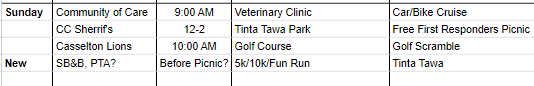 Sunday Community of Care 9:00 AM Veterinary Clinic Car/Bike Cruise
CC Sherrif's 12-2 Tinta Tawa Park Free First Responders Picnic
Casselton Lions 10:00 AM Golf Course Golf Scramble
New SB&B, PTA? Before Picnic? 5k/10k/Fun Run Tinta Tawa